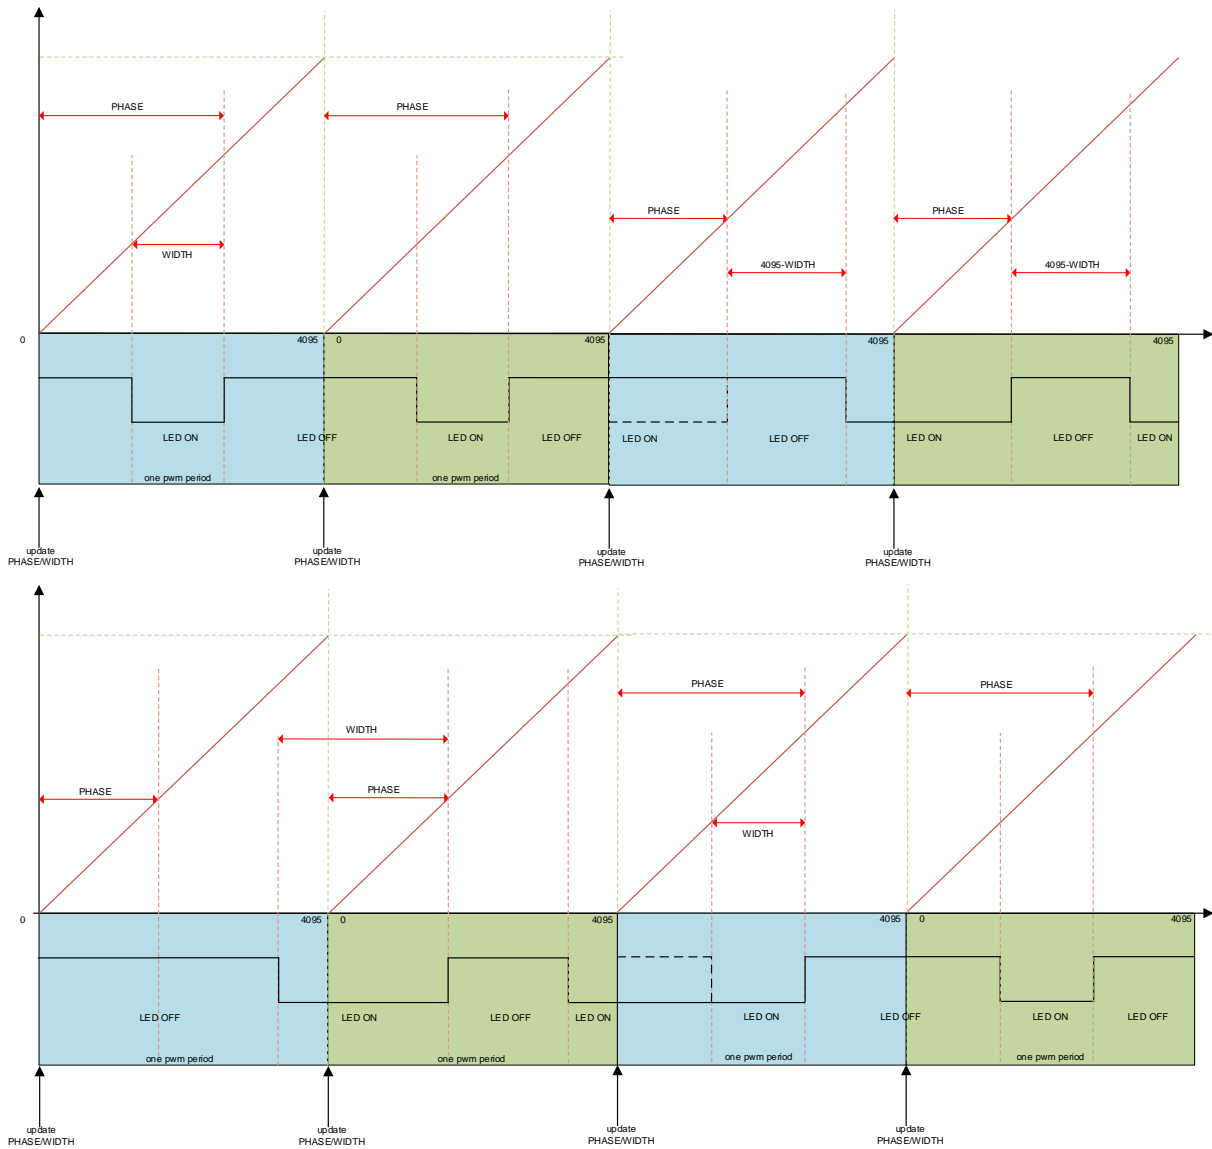 PHASE
PHASE
PHASE
PHASE
WIDTH
4095-WIDTH
4095-WIDTH
0
4095
0
4095
4095
4095
LED ON
LED OFF
LED ON
LED OFF
LED ON
LED OFF
LED ON
LED OFF
LED ON
one pwm period
one pwm period
update
PHASE/WIDTH
update
PHASE/WIDTH
update
PHASE/WIDTH
update
PHASE/WIDTH
PHASE
PHASE
WIDTH
PHASE
PHASE
WIDTH
0
4095
0
4095
4095
0
4095
LED OFF
LED ON
LED OFF
LED ON
LED ON
LED OFF
LED ON
LED OFF
one pwm period
one pwm period
one pwm period
one pwm period
update
PHASE/WIDTH
update
PHASE/WIDTH
update
PHASE/WIDTH
update
PHASE/WIDTH